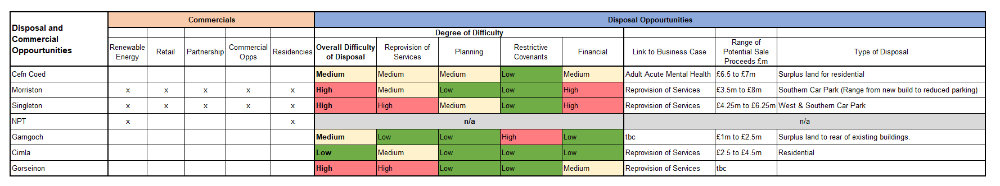 Disposal and Commercial Oppourtunities
Commercials
Disposal Oppourtunities
Degree of Difficulty
Renewable Energy
Retail
Partnership
Commercial Opps
Residencies
Overall Difficulty of Disposal
Reprovision of Services
Planning
Restrictive Covenants
Financial
Link to Business Case
Range of Potential Sale Proceeds £m
Type of Disposal
Cefn Coed Medium Medium Medium Low Medium Adult Acute Mental Health £6.5 to £7m Surplus land for residential
Morriston x x x x x High Medium Low Low High Reprovision of Services £3.5m to £8m Southern Car Park (Range from new build to reduced parking)
Singleton x x x x x High High Medium Low High Reprovision of Services £4.25m to £6.25m West & Southern Car Park
NPT x x n/a n/a
Garngoch Medium Low Low High Low tbc £1m to £2.5m Surplus land to rear of existing buildings.
Cimla Low Medium Low Low Low Reprovision of Services £2.5 to £4.5m Residential
Gorseinon High High Low Low Medium Reprovision of Services tbc